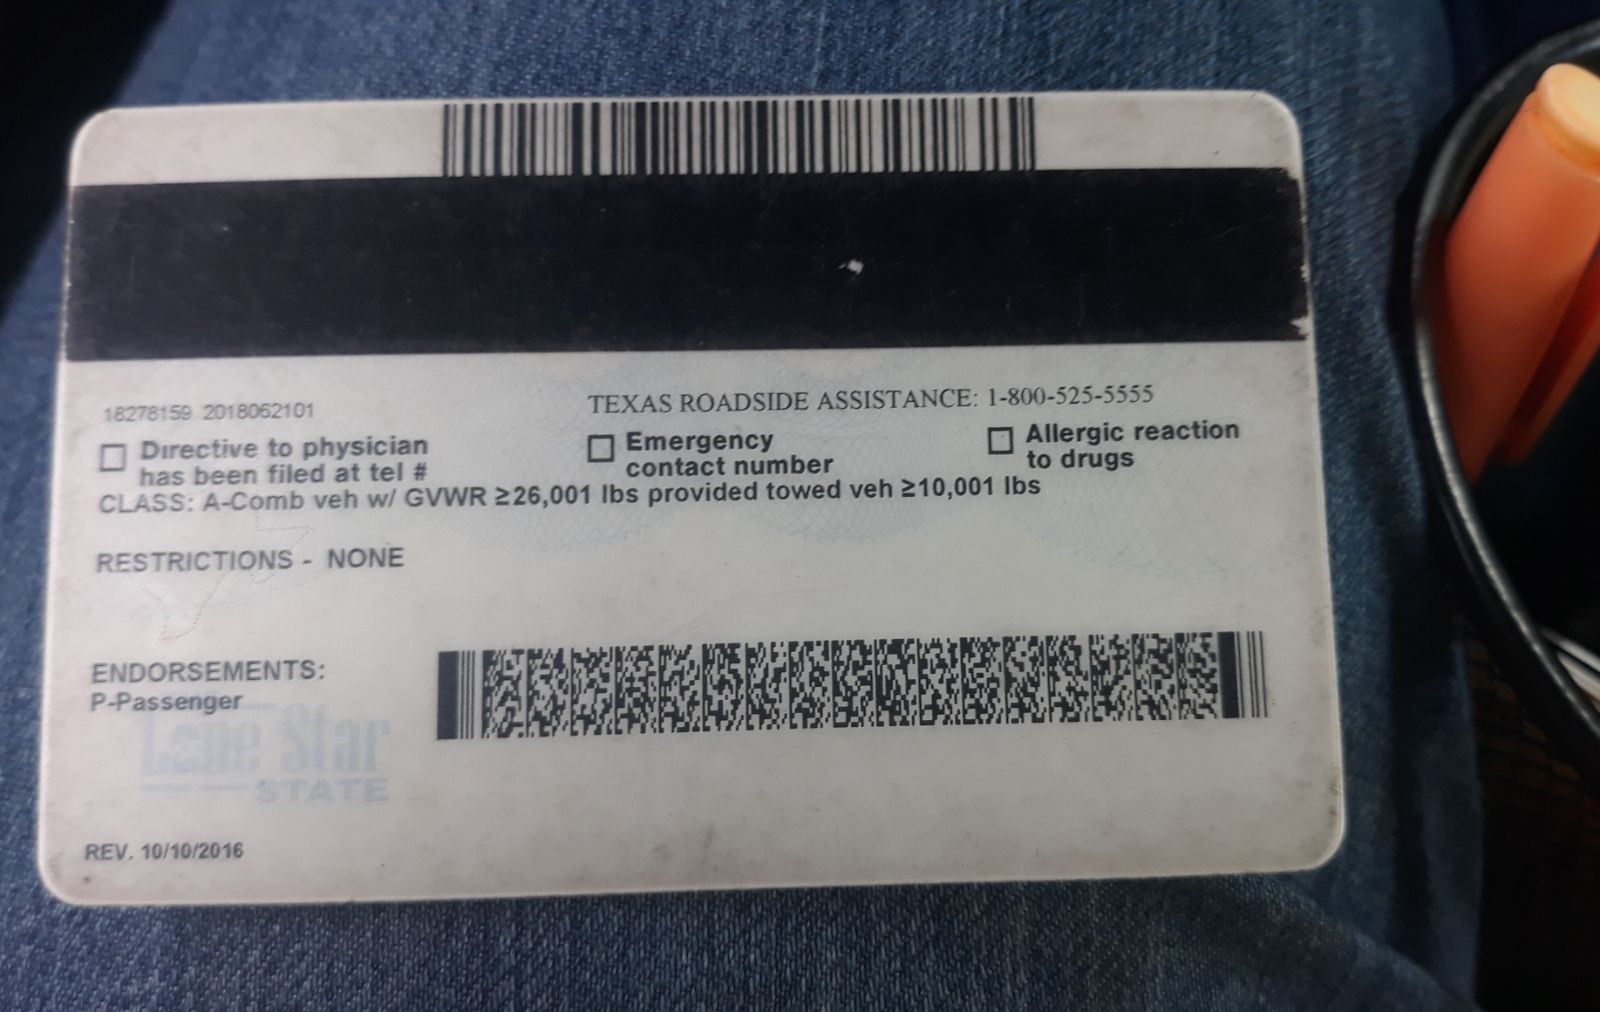 18278159 2018062101
TEXAS ROADSIDE ASSISTANCE: 1-800-525-5555
Directive to physician
has been filed at tel #
Emergency
contact number
Allergic reaction
to drugs
CLASS: A-Comb veh w/ GVWR ≥26,001 lbs provided towed veh ≥10,001 lbs
RESTRICTIONS - NONE
ENDORSEMENTS:
P-Passenger
Lone Star
STATE
REV. 10/10/2016